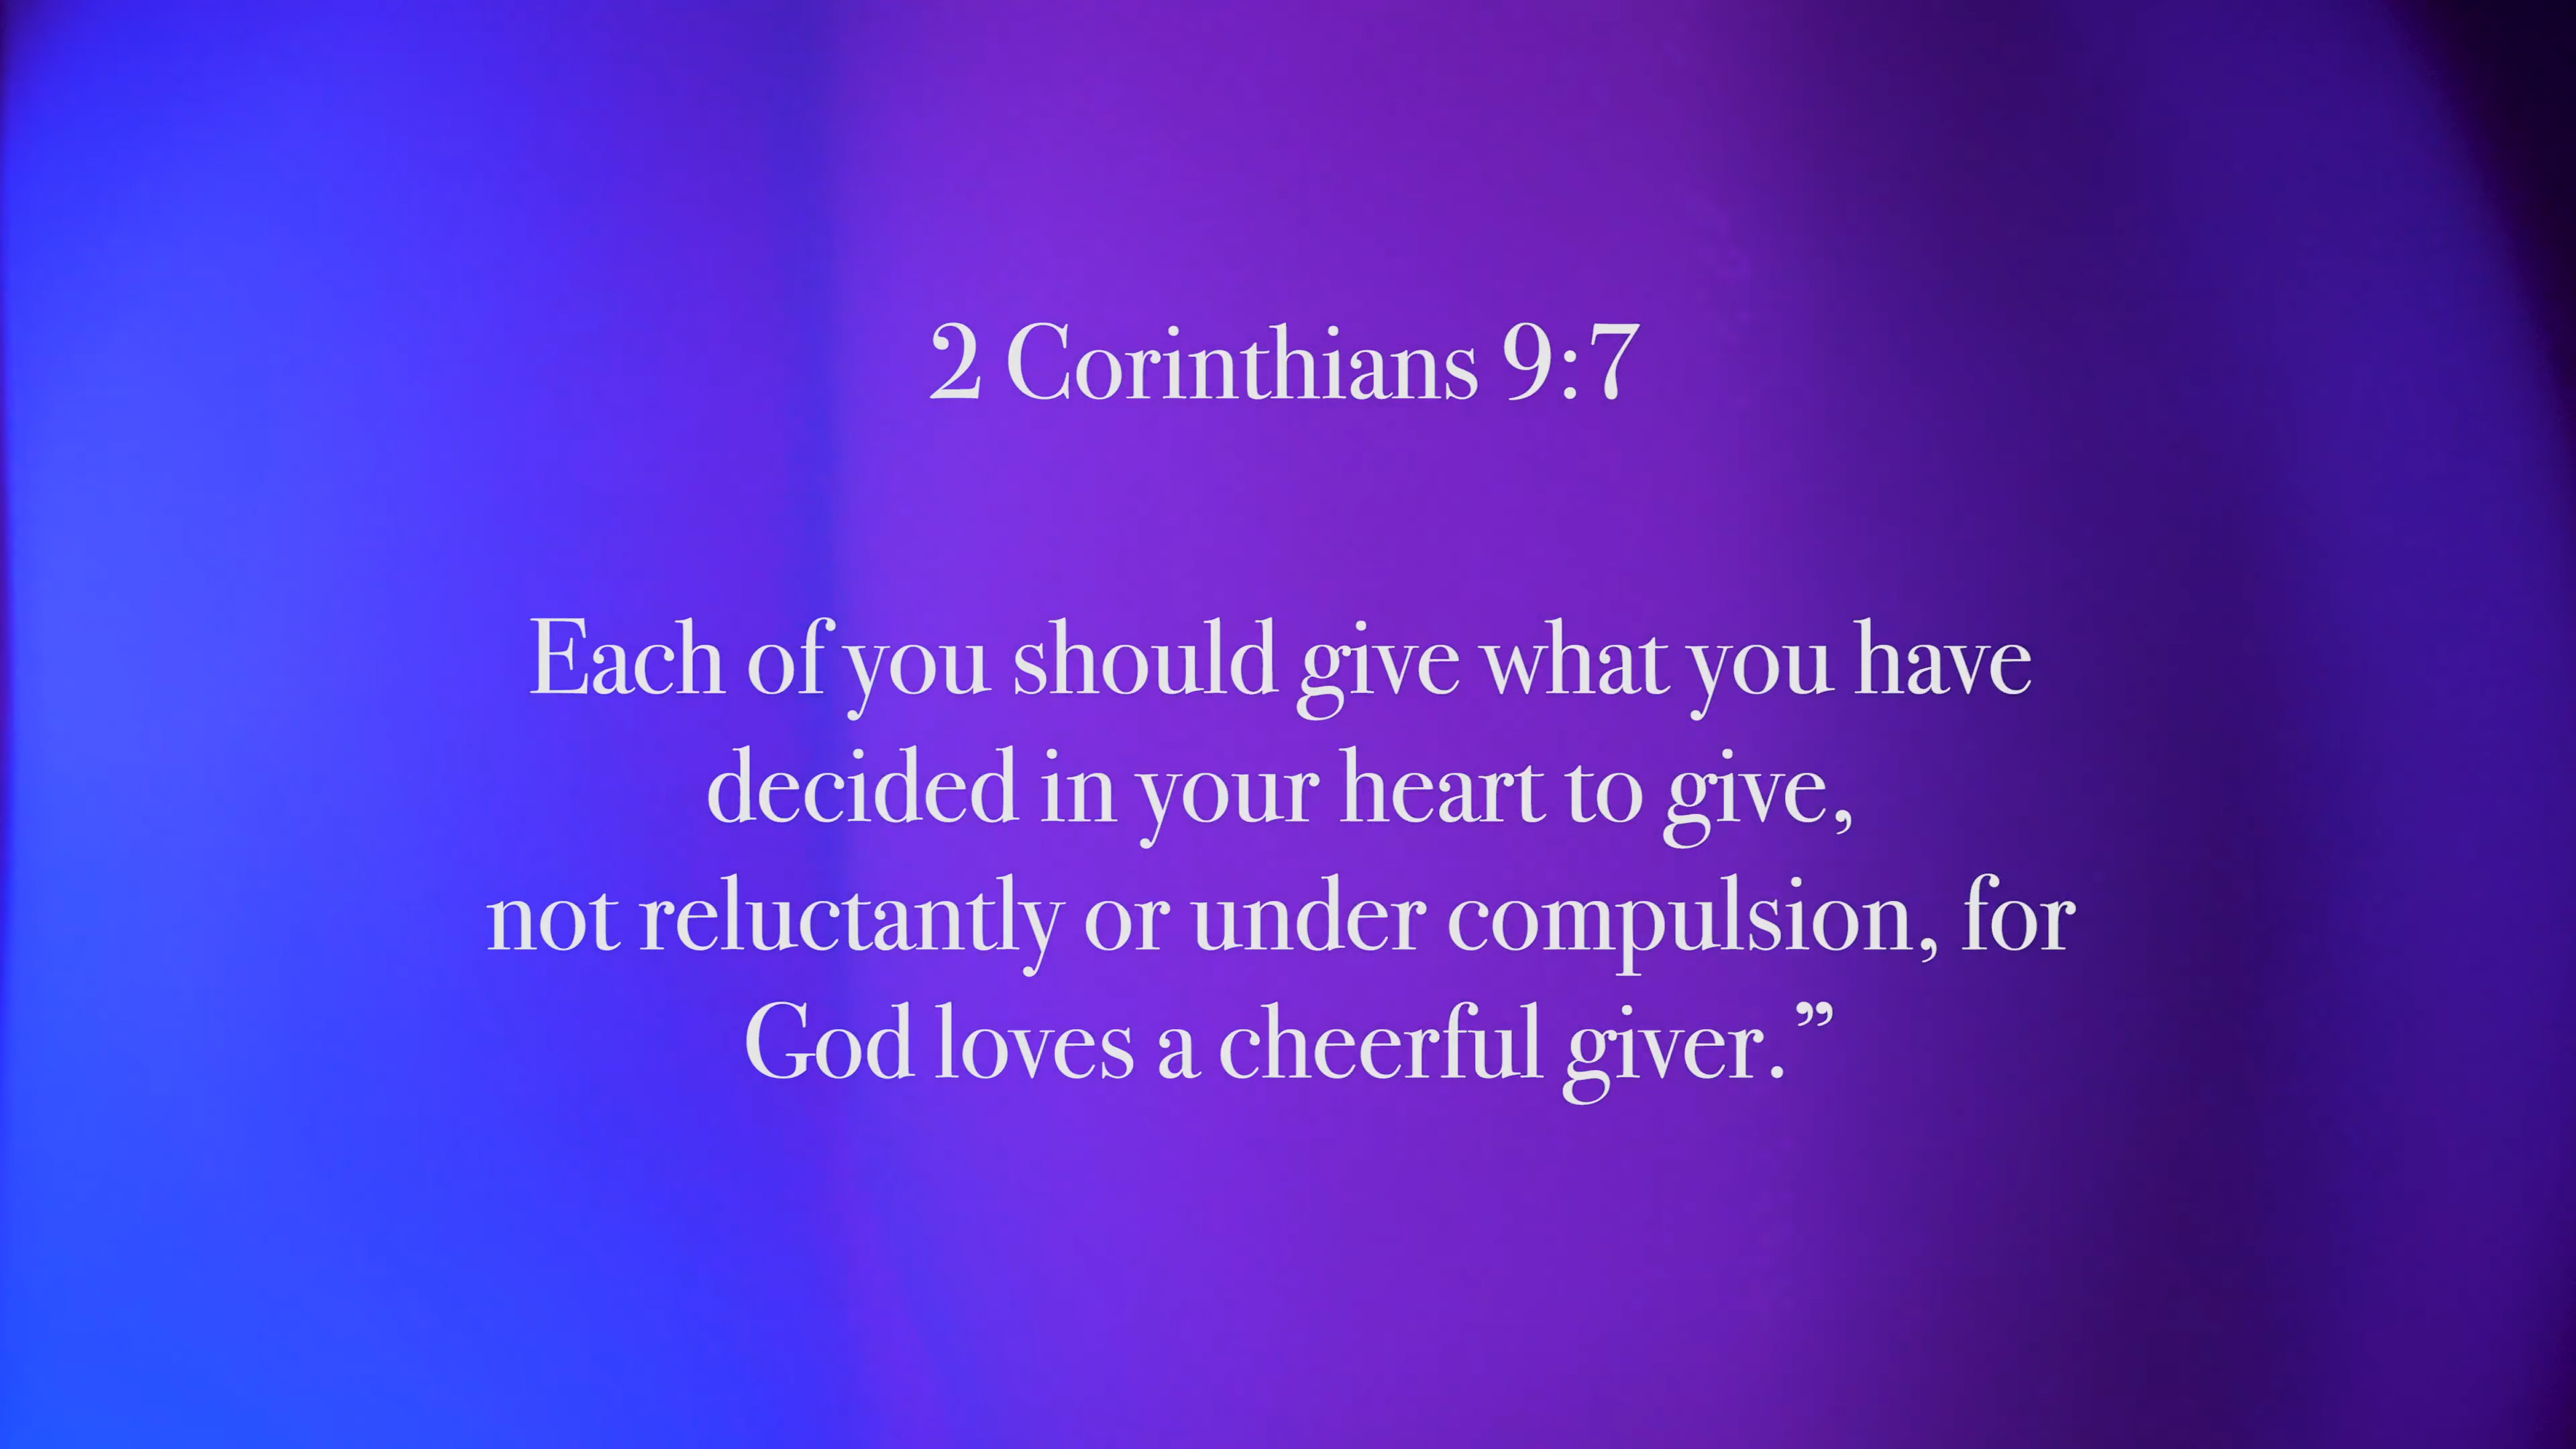 2 Corinthians 9:7
Each of you should give what you have
decided in your heart to give,
not reluctantly or under compulsion, for
God loves a cheerful giver.”